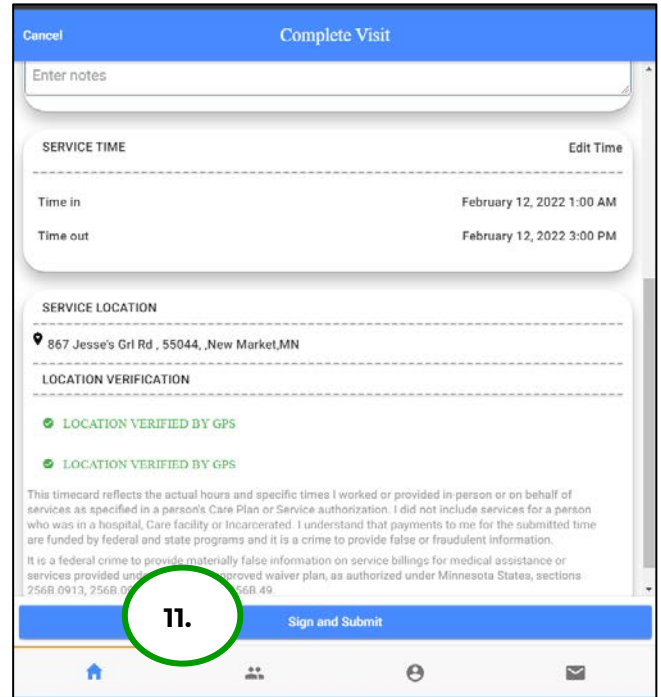 Cancel Complete Visit
Enter notes
SERVICE TIME Edit Time
Time in February 12, 2022 1:00 AM
Time out February 12, 2022 3:00 PM
SERVICE LOCATION
867 Jesse's Grl Rd , 55044, ,New Market,MN
LOCATION VERIFICATION
LOCATION VERIFIED BY GPS
LOCATION VERIFIED BY GPS
This timecard reflects the actual hours and specific times I worked or provided in-person or on behalf of
services as specified in a person's Care Plan or Service authorization. I did not include services for a person
who was in a hospital, Care facility or Incarcerated. I understand that payments to me for the submitted time
are funded by federal and state programs and it is a crime to provide false or fraudulent information.
It is a federal crime to provide materially false information on service billings for medical assistance or
services provided waiver plan, as authorized under Minnesota States, sections
256B.0913,
11. Sign and Submit